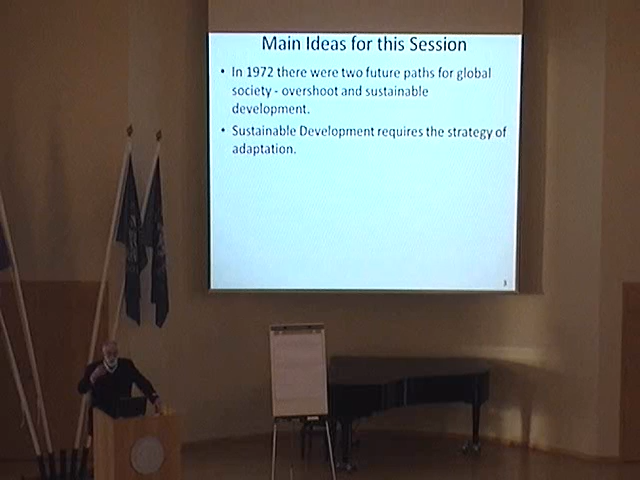 Main Ideas for this Session
• In 1972 there were two future paths for global
society - overshoot and sustainable
development.
• Sustainable Development requires the strategy of
adaptation.
3